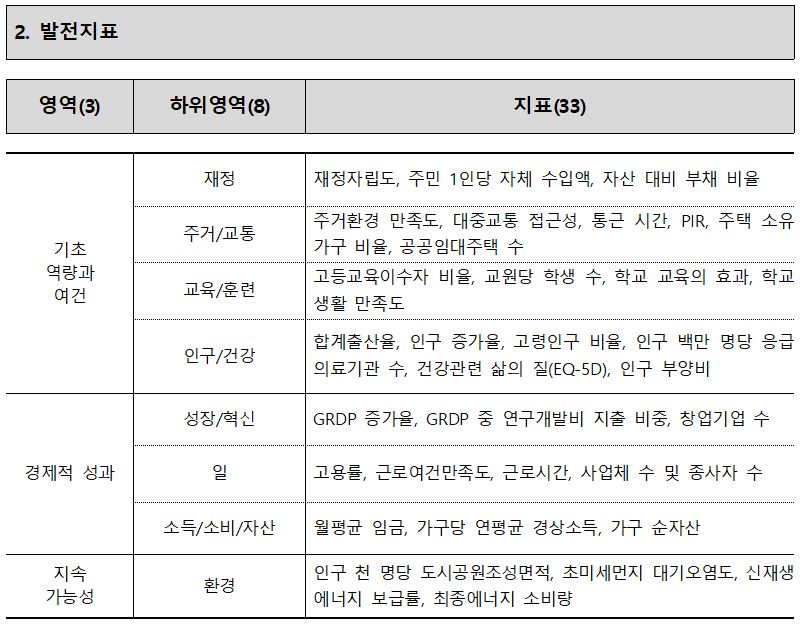 2. 발전지표
영역(3) 하위영역(8) 지표(33)
기초
역량과
여건
재정
재정자립도, 주민 1인당 자체 수입액, 자산 대비 부채 비율
주거/교통
주거환경 만족도, 대중교통 접근성, 통근 시간, PIR, 주택 소유
가구 비율, 공공임대주택 수
교육/훈련
고등교육이수자 비율, 교원당 학생 수, 학교 교육의 효과, 학교
생활 만족도
인구/건강
합계출산율, 인구 증가율, 고령인구 비율, 인구 백만 명당 응급
의료기관 수, 건강관련 삶의 질(EQ-5D), 인구 부양비
경제적 성과
성장/혁신
GRDP 증가율, GRDP 중 연구개발비 지출 비중, 창업기업 수
일
고용률, 근로여건만족도, 근로시간, 사업체 수 및 종사자 수
소득/소비/자산
월평균 임금, 가구당 연평균 경상소득, 가구 순자산
지속
가능성
환경
인구 천 명당 도시공원조성면적, 초미세먼지 대기오염도, 신재생
에너지 보급률, 최종에너지 소비량